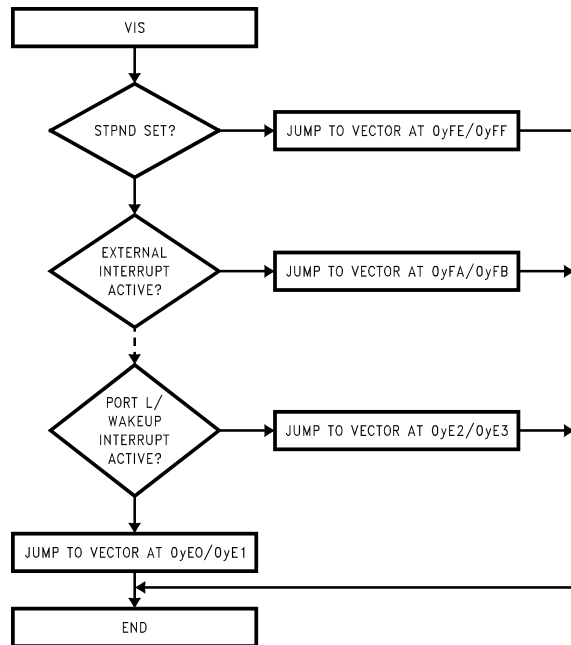 VIS
STPND SET?
JUMP TO VECTOR AT 0yFE/0yFF
EXTERNAL
INTERRUPT
ACTIVE?
JUMP TO VECTOR AT 0yFA/0yFB
PORT L/
WAKEUP
INTERRUPT
ACTIVE?
JUMP TO VECTOR AT 0yE2/0yE3
JUMP TO VECTOR AT 0yE0/0yE1
END